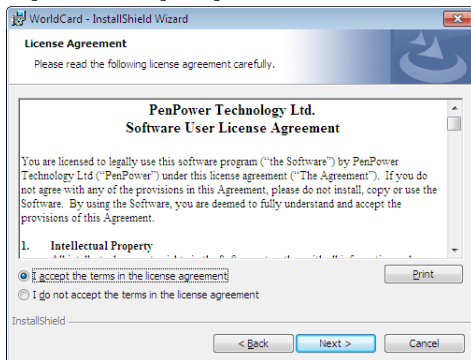 WorldCard - InstallShield Wizard
License Agreement
Please read the following license agreement carefully.
PenPower Technology Ltd.
Software User License Agreement
You are licensed to legally use this software program (“the Software”) by PenPower
Technology Ltd (“PenPower”) under this license agreement (“The Agreement”). If you do
not agree with any of the provisions in this Agreement, please do not install, copy or use the
Software. By using the Software, you are deemed to fully understand and accept the
provisions of this Agreement.
1. Intellectual Property
I accept the terms in the license agreement
Print
I do not accept the terms in the license agreement
InstallShield
< Back
Next >
Cancel